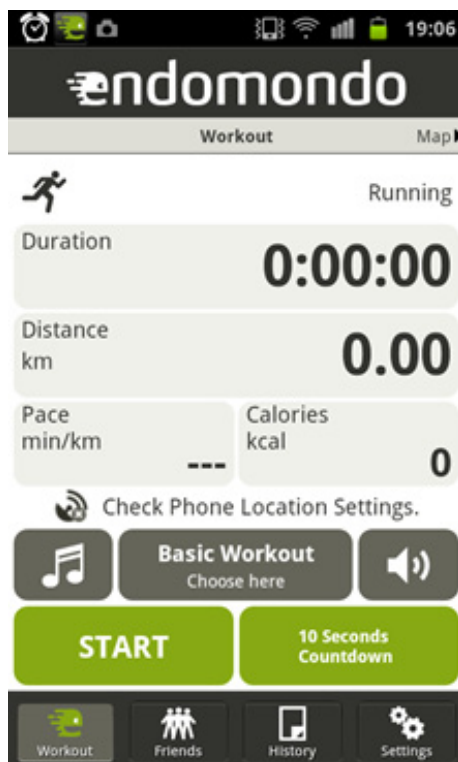 19:06
endomondo
Workout Map
Running
Duration
0:00:00
Distance
km
0.00
Pace
min/km
---
Calories
kcal
0
Check Phone Location Settings.
Basic Workout
Choose here
START
10 Seconds
Countdown
Workout Friends History Settings